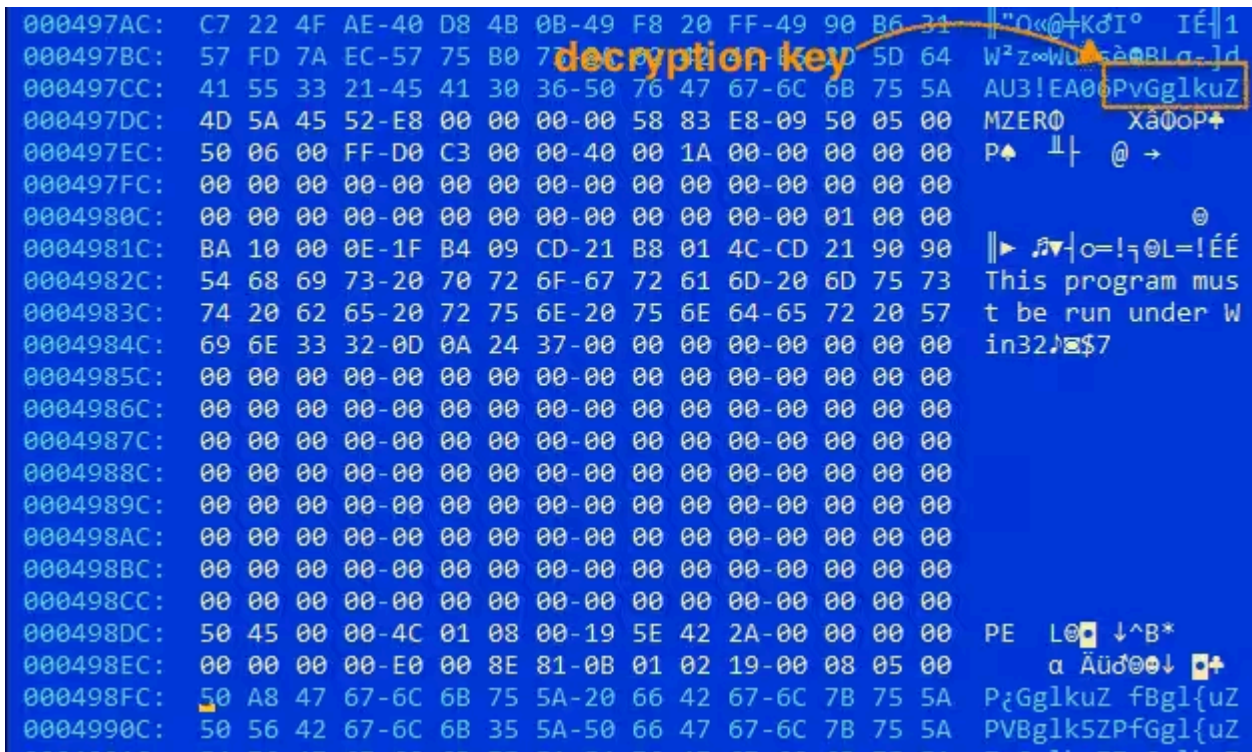 000497AC: C7 22 4F AE-40 D8 4B 0B-49 F8 20 FF-49 90 B6 31 ╟"O«@╪K♂I° IÉ╢1
decryption key
000497BC: 57 FD 7A EC-57 75 B0 5D 64
000497CC: 41 55 33 21-45 41 30 36-50 76 47 67-6C 6B 75 5A AU3!EA06PvGglkuZ
000497DC: 4D 5A 45 52-E8 00 00 00-00 58 83 E8-09 50 05 00 MZERΦ XâΦoP♣
000497EC: 50 06 00 FF-D0 C3 00 00-40 00 1A 00-00 00 00 00 P♠ ╨├ @ →
000497FC: 00 00 00 00-00 00 00 00-00 00 00 00-00 00 00 00
0004980C: 00 00 00 00-00 00 00 00-00 00 00 00-00 01 00 00 ☺
0004981C: BA 10 00 0E-1F B4 09 CD-21 B8 01 4C-CD 21 90 90 ║► ♫▼┤o═!╕☺L═!ÉÉ
0004982C: 54 68 69 73-20 70 72 6F-67 72 61 6D-20 6D 75 73 This program mus
0004983C: 74 20 62 65-20 72 75 6E-20 75 6E 64-65 72 20 57 t be run under W
0004984C: 69 6E 33 32-0D 0A 24 37-00 00 00 00-00 00 00 00 in32♪◙$7
0004985C: 00 00 00 00-00 00 00 00-00 00 00 00-00 00 00 00
0004986C: 00 00 00 00-00 00 00 00-00 00 00 00-00 00 00 00
0004987C: 00 00 00 00-00 00 00 00-00 00 00 00-00 00 00 00
0004988C: 00 00 00 00-00 00 00 00-00 00 00 00-00 00 00 00
0004989C: 00 00 00 00-00 00 00 00-00 00 00 00-00 00 00 00
000498AC: 00 00 00 00-00 00 00 00-00 00 00 00-00 00 00 00
000498BC: 00 00 00 00-00 00 00 00-00 00 00 00-00 00 00 00
000498CC: 00 00 00 00-00 00 00 00-00 00 00 00-00 00 00 00
000498DC: 50 45 00 00-4C 01 08 00-19 5E 42 2A-00 00 00 00 PE L☺◘ ↓^B*
000498EC: 00 00 00 00-E0 00 8E 81-0B 01 02 19-00 08 05 00 α Äü♂☺☻↓ ◘♣
000498FC: 50 A8 47 67-6C 6B 75 5A-20 66 42 67-6C 7B 75 5A P¿GglkuZ fBgl{uZ
0004990C: 50 56 42 67-6C 6B 35 5A-50 66 47 67-6C 7B 75 5A PVBglk5ZPfGgl{uZ